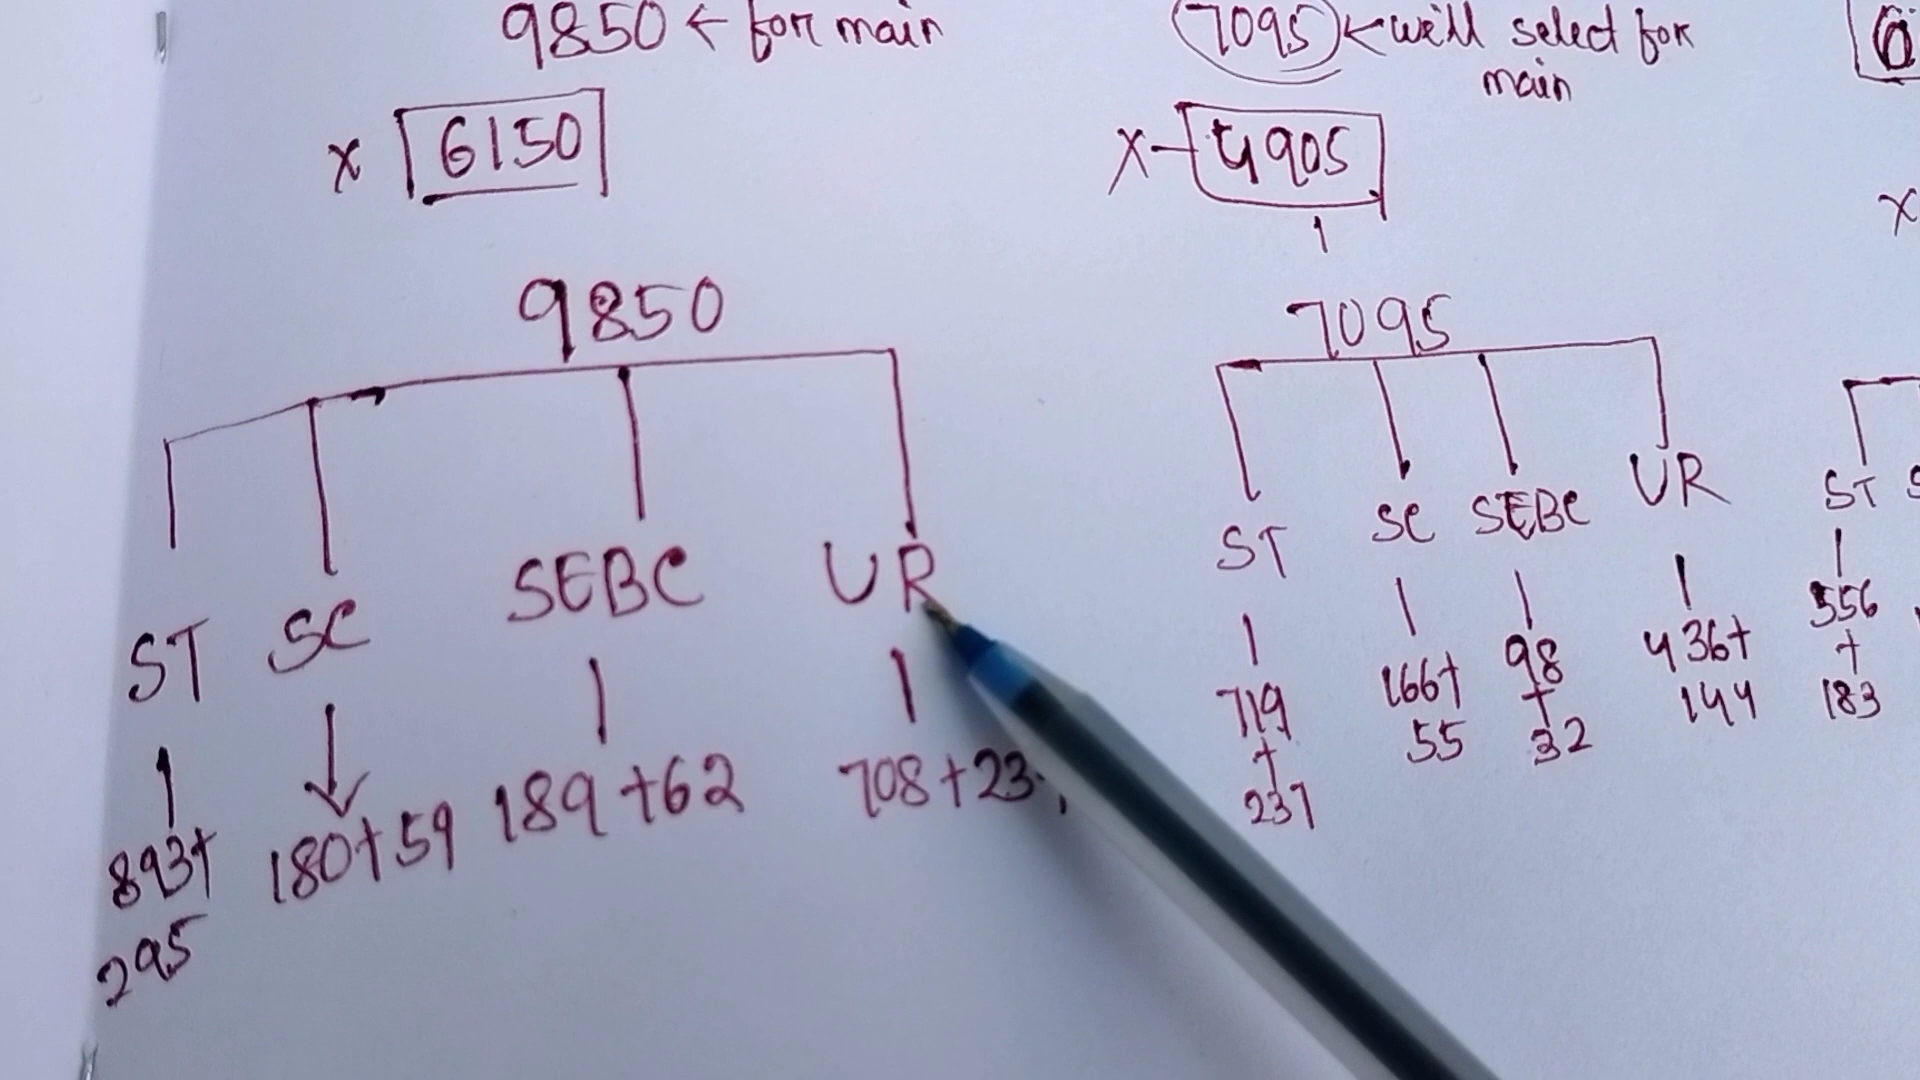 9850 ← for main
x 6150
9850
ST SC SEBC UR
893+ 180+59 189+62 708+23
295
7095 ← will select for
main
x- 4905
7095
ST SC SEBC UR
719 166+ 98 436+
+ 55 + 144
237 32
x
ST
556
+
183